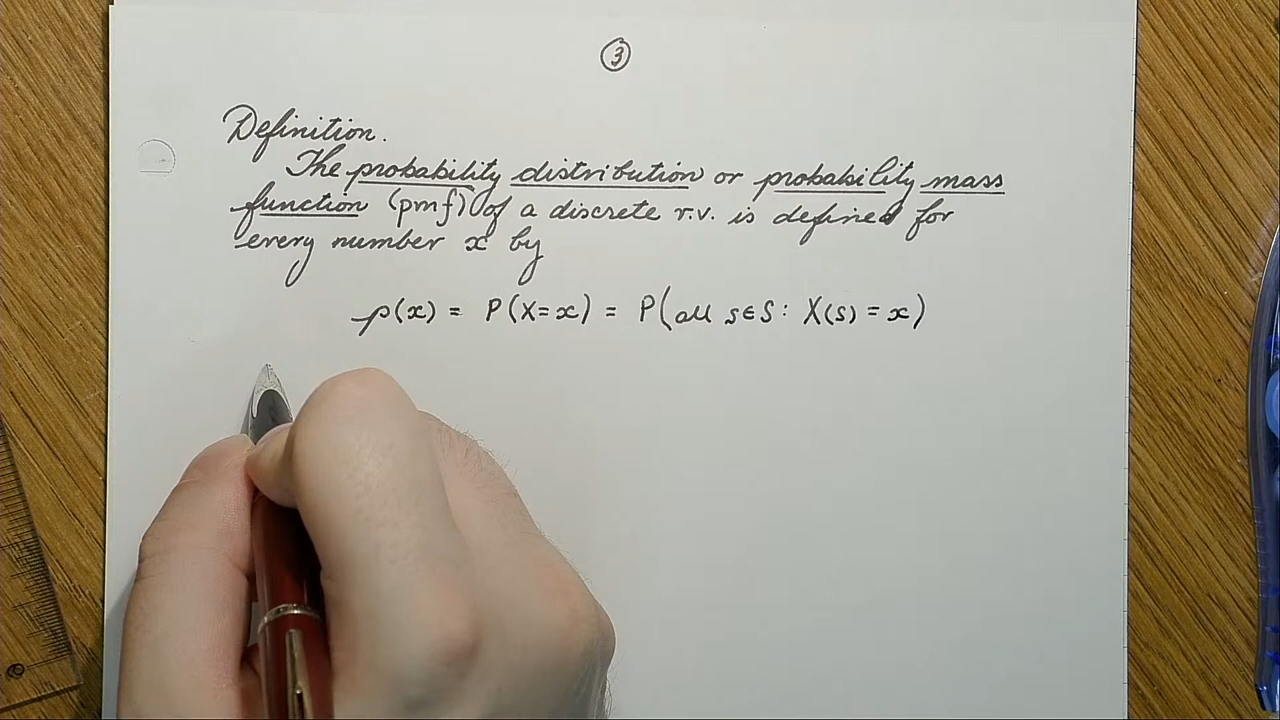 3
Definition.
The probability distribution or probability mass
function (pmf) of a discrete r.v. is defined for
every number x by
p(x) = P(X=x) = P(all s∈S: X(s) = x)